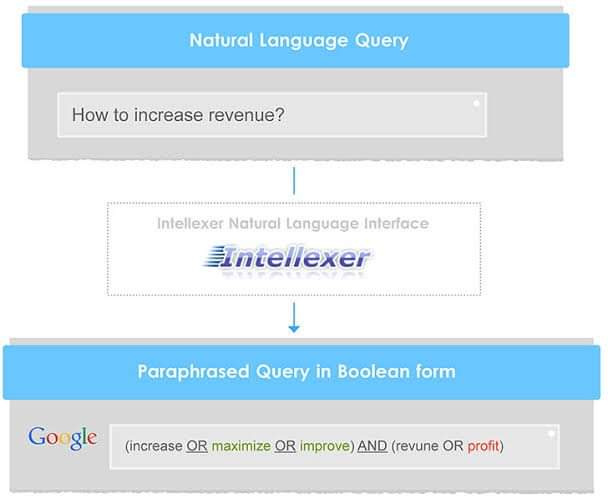 Natural Language Query
How to increase revenue?
Intellexer Natural Language Interface
Intellexer
Paraphrased Query in Boolean form
Google
(increase OR maximize OR improve) AND (revune OR profit)